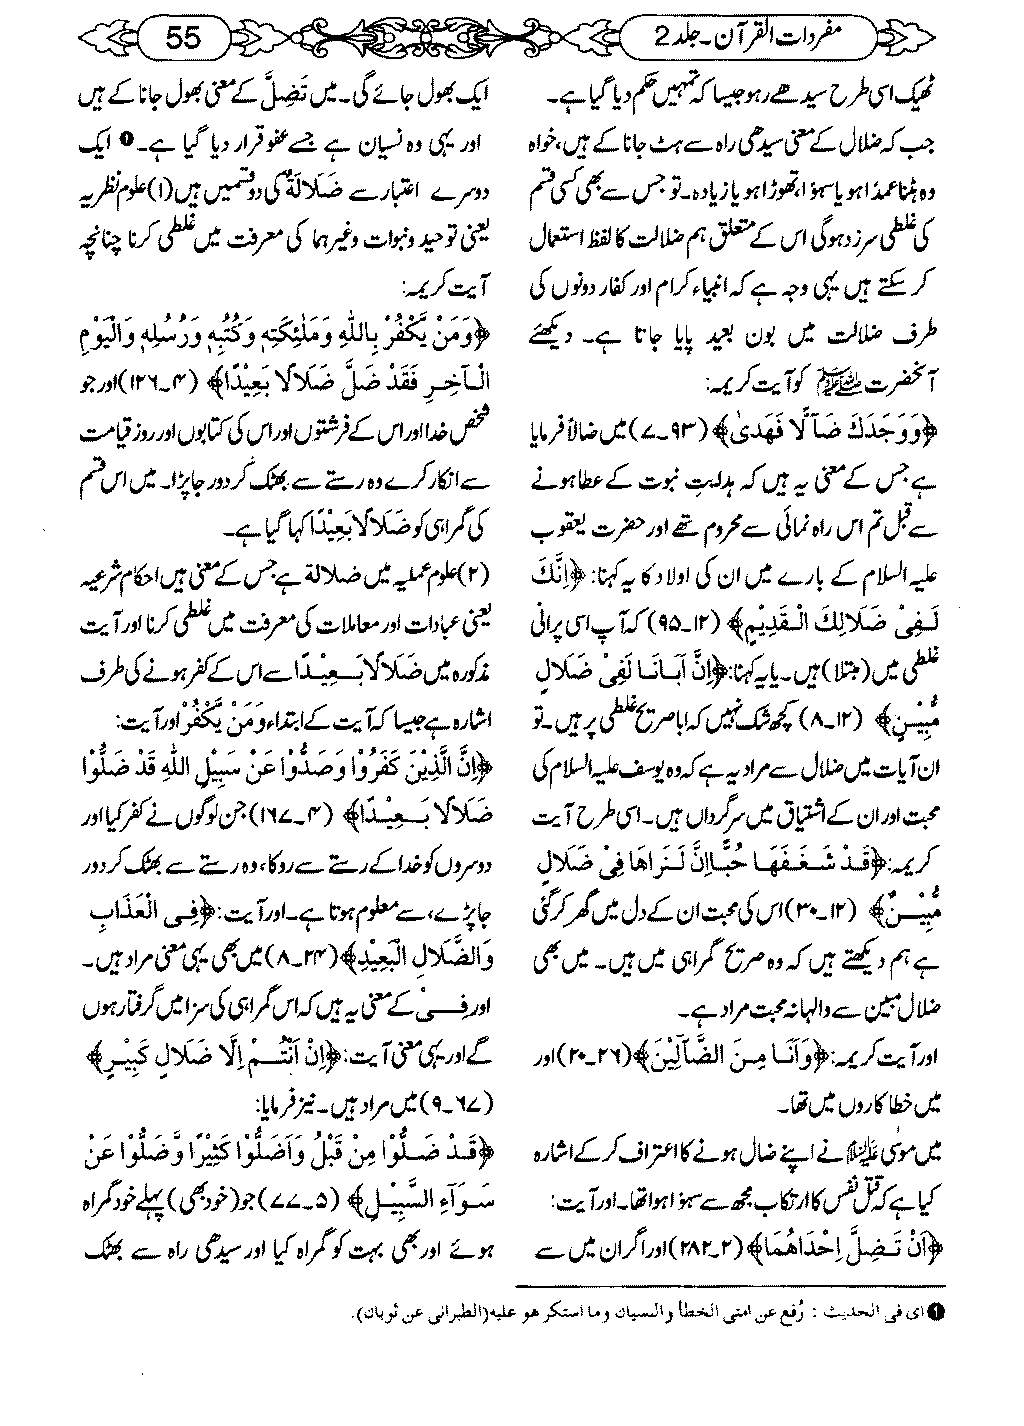 مفردات القرآن۔ جلد 2
55
ٹھیک اسی طرح سیدھے رہو جیسا کہ تمہیں حکم دیا گیا ہے۔
جب کہ ضلال کے معنی سیدھی راہ سے ہٹ جانا کے ہیں، خواہ
وہ ہٹنا عمدًا ہو یا سہوًا، تھوڑا ہو یا زیادہ۔ تو جس سے بھی کسی قسم
کی غلطی سرزد ہوگی اس کے متعلق ہم ضلالت کا لفظ استعمال
کر سکتے ہیں یہی وجہ ہے کہ انبیاء کرام اور کفار دونوں کی
طرف ضلالت میں بون بعید پایا جاتا ہے۔ دیکھئے
آنحضرت ﷺ کو آیت کریمہ:
﴿وَوَجَدَكَ ضَآلًّا فَهَدىٰ﴾ (۹۳۔۷) میں ضالاً فرمایا
ہے جس کے معنی یہ ہیں کہ ہدایتِ نبوت کے عطا ہونے
سے قبل تم اس راہ نمائی سے محروم تھے اور حضرت یعقوب
علیہ السلام کے بارے میں ان کی اولاد کا یہ کہنا: ﴿اِنَّكَ
لَفِيْ ضَلَالِكَ الْقَدِيْمِ﴾ (۱۲۔۹۵) کہ آپ اسی پرانی
غلطی میں (مبتلا) ہیں۔ یا یہ کہنا: ﴿اِنَّ اَبَانَا لَفِيْ ضَلَالٍ
مُّبِيْنٍ﴾ (۱۲۔۸) کچھ شک نہیں کہ ابا صریح غلطی پر ہیں۔ تو
ان آیات میں ضلال سے مراد یہ ہے کہ وہ یوسف علیہ السلام کی
محبت اور ان کے اشتیاق میں سرگرداں ہیں۔ اسی طرح آیت
کریمہ: ﴿قَدْ شَغَفَهَا حُبًّا اِنَّ لَنَرَاهَا فِيْ ضَلَالٍ
مُّبِيْنٍ﴾ (۱۲۔۳۰) اس کی محبت ان کے دل میں گھر کر گئی
ہے ہم دیکھتے ہیں کہ وہ صریح گمراہی میں ہیں۔ میں بھی
ضلال مبین سے والہانہ محبت مراد ہے۔
اور آیت کریمہ: ﴿وَاَنَا مِنَ الضَّآلِّيْنَ﴾ (۲۶۔۲۰) اور
میں خطاکاروں میں تھا۔
میں موسٰی علیہ السلام نے اپنے ضال ہونے کا اعتراف کرکے اشارہ
کیا ہے کہ قتل نفس کا ارتکاب مجھ سے سہوًا ہوا تھا۔ اور آیت:
﴿اَنْ تَضِلَّ اِحْدَاهُمَا﴾ (۲۔۲۸۲) اور اگر ان میں سے
ایک بھول جائے گی۔ میں تَضِلَّ کے معنی بھول جانا کے ہیں
اور یہی وہ نسیان ہے جسے عفو قرار دیا گیا ہے۔❶ ایک
دوسرے اعتبار سے ضَلَالَةٌ کی دو قسمیں ہیں (۱) علوم نظریہ
یعنی توحید و نبوات وغیرہما کی معرفت میں غلطی کرنا چنانچہ
آیت کریمہ:
﴿وَمَنْ يَّكْفُرْ بِاللّٰهِ وَمَلٰئِكَتِهٖ وَكُتُبِهٖ وَرُسُلِهٖ وَالْيَوْمِ
الْآخِرِ فَقَدْ ضَلَّ ضَلَالًا بَعِيْدًا﴾ (۴۔۱۳۶) اور جو
شخص خدا اور اس کے فرشتوں اور اس کی کتابوں اور روز قیامت
سے انکار کرے وہ رستے سے بھٹک کر دور جا پڑا۔ میں اس قسم
کی گمراہی کو ضَلَالًا بَعِيْدًا کہا گیا ہے۔
(۲) علوم عملیہ میں ضلالة ہے جس کے معنی ہیں احکام شرعیہ
یعنی عبادات اور معاملات کی معرفت میں غلطی کرنا اور آیت
مذکورہ میں ضَلَالًا بَعِيْدًا سے اس کے کفر ہونے کی طرف
اشارہ ہے جیسا کہ آیت کے ابتداء وَمَنْ يَّكْفُرْ اور آیت:
﴿اِنَّ الَّذِيْنَ كَفَرُوْا وَصَدُّوْا عَنْ سَبِيْلِ اللّٰهِ قَدْ ضَلُّوْا
ضَلَالًا بَعِيْدًا﴾ (۴۔۱۶۷) جن لوگوں نے کفر کیا اور
دوسروں کو خدا کے رستے سے روکا، وہ رستے سے بھٹک کر دور
جا پڑے، سے معلوم ہوتا ہے۔ اور آیت: ﴿فِي الْعَذَابِ
وَالضَّلَالِ الْبَعِيْدِ﴾ (۳۴۔۸) میں بھی یہی معنی مراد ہیں۔
اور فِيْ کے معنی یہ ہیں کہ اس گمراہی کی سزا میں گرفتار ہوں
گے اور یہی معنی آیت: ﴿اِنْ اَنْتُمْ اِلَّا ضَلَالٍ كَبِيْرٍ﴾
(۶۷۔۹) میں مراد ہیں۔ نیز فرمایا:
﴿قَدْ ضَلُّوْا مِنْ قَبْلُ وَاَضَلُّوْا كَثِيْرًا وَّضَلُّوْا عَنْ
سَوَآءِ السَّبِيْلِ﴾ (۵۔۷۷) جو (خود بھی) پہلے خود گمراہ
ہوئے اور بھی بہت کو گمراہ کیا اور سیدھی راہ سے بھٹک
❶ ای فی الحدیث : رُفع عن امتی الخطأ والنسیان وما استکر هو علیه (الطبرانی عن ثوبان).